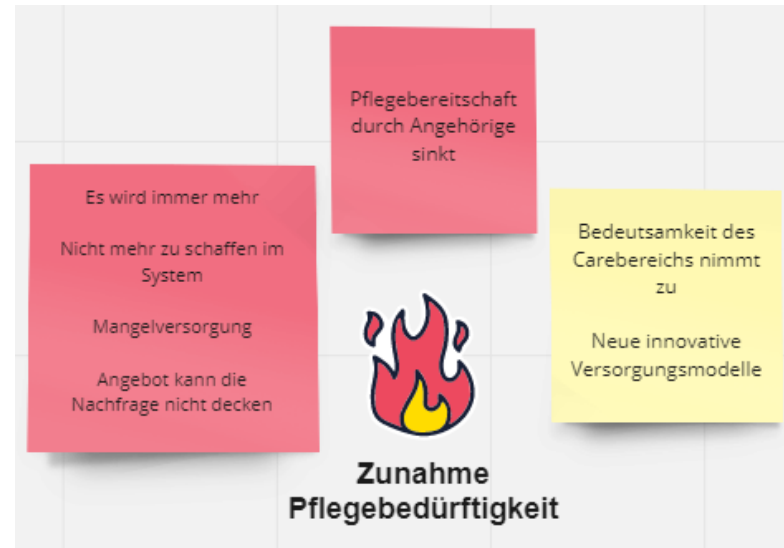 Pflegebereitschaft
durch Angehörige
sinkt
Es wird immer mehr
Nicht mehr zu schaffen im
System
Mangelversorgung
Angebot kann die
Nachfrage nicht decken
Bedeutsamkeit des
Carebereichs nimmt
zu
Neue innovative
Versorgungsmodelle
Zunahme
Pflegebedürftigkeit